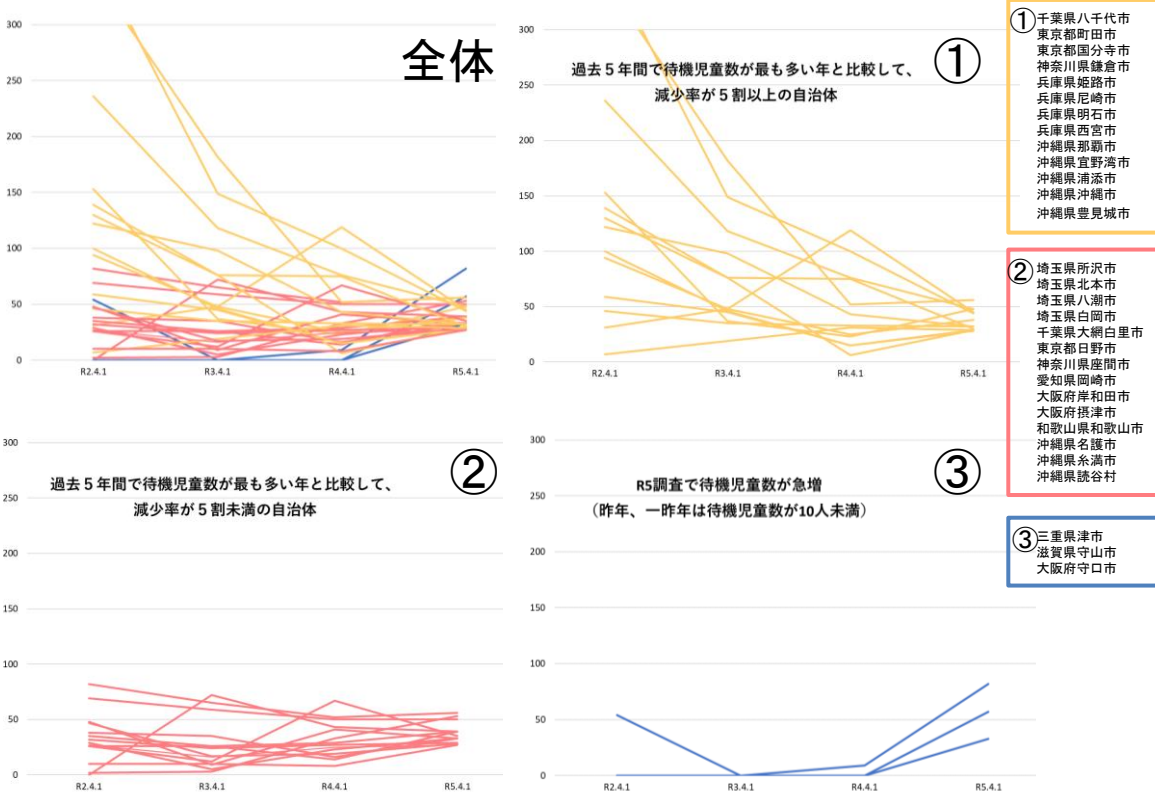 全体
300
250
200
150
100
50
0
R2.4.1
R3.4.1
R4.4.1
R5.4.1
①
過去５年間で待機児童数が最も多い年と比較して、
減少率が５割以上の自治体
300
250
200
150
100
50
0
R2.4.1
R3.4.1
R4.4.1
R5.4.1
①
千葉県八千代市
東京都町田市
東京都国分寺市
神奈川県鎌倉市
兵庫県姫路市
兵庫県尼崎市
兵庫県明石市
兵庫県西宮市
沖縄県那覇市
沖縄県宜野湾市
沖縄県浦添市
沖縄県沖縄市
沖縄県豊見城市
②
過去５年間で待機児童数が最も多い年と比較して、
減少率が５割未満の自治体
300
250
200
150
100
50
0
R2.4.1
R3.4.1
R4.4.1
R5.4.1
③
R5調査で待機児童数が急増
（昨年、一昨年は待機児童数が10人未満）
300
250
200
150
100
50
0
R2.4.1
R3.4.1
R4.4.1
R5.4.1
②
埼玉県所沢市
埼玉県北本市
埼玉県八潮市
埼玉県白岡市
千葉県大網白里市
東京都日野市
神奈川県座間市
愛知県岡崎市
大阪府岸和田市
大阪府摂津市
和歌山県和歌山市
沖縄県名護市
沖縄県糸満市
沖縄県読谷村
③
三重県津市
滋賀県守山市
大阪府守口市